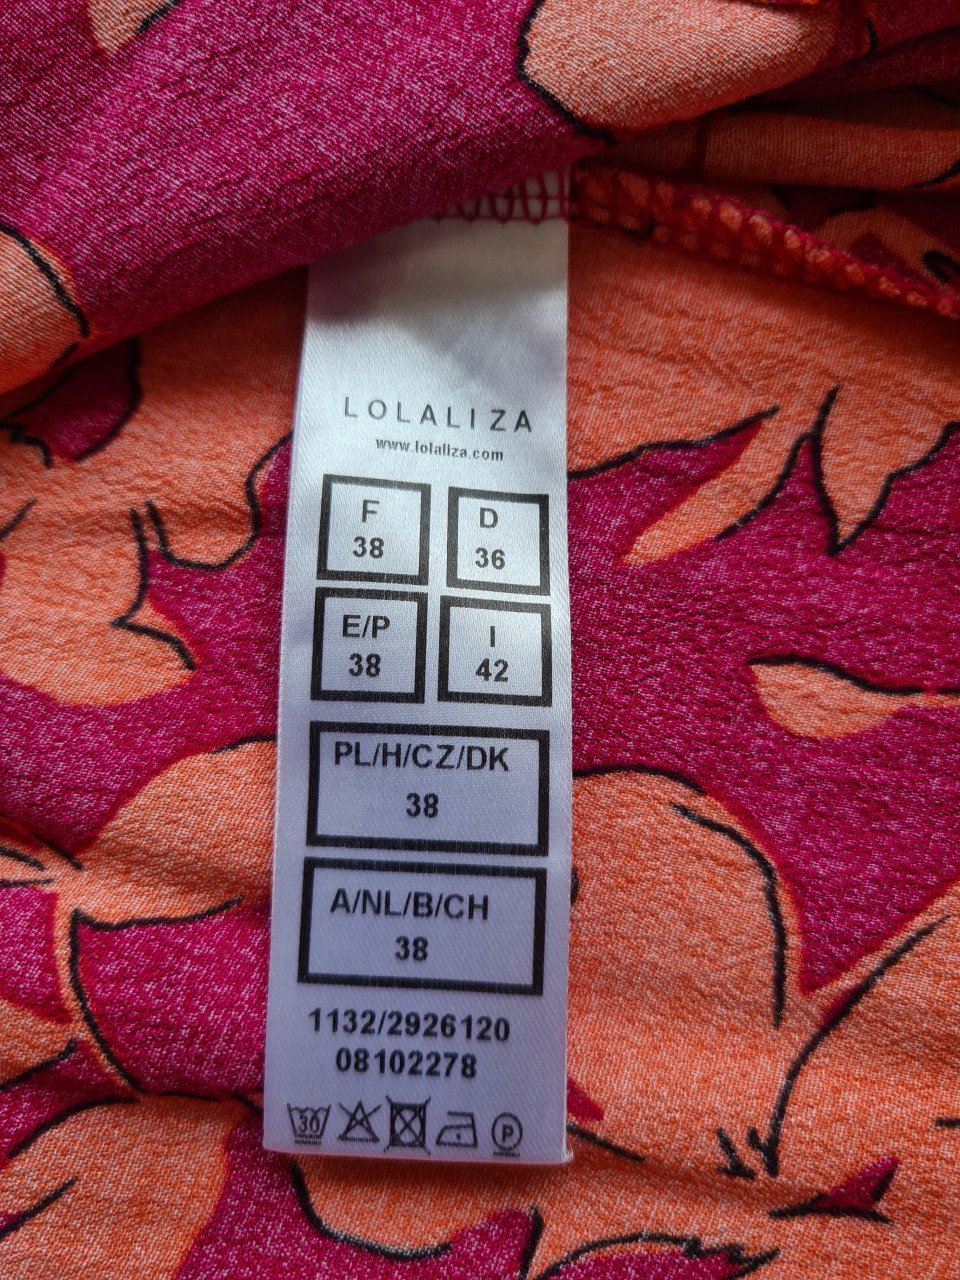 LOLALIZA
www.lolaliza.com
F
38
D
36
E/P
38
I
42
PL/H/CZ/DK
38
A/NL/B/CH
38
1132/2926120
08102278
30
P